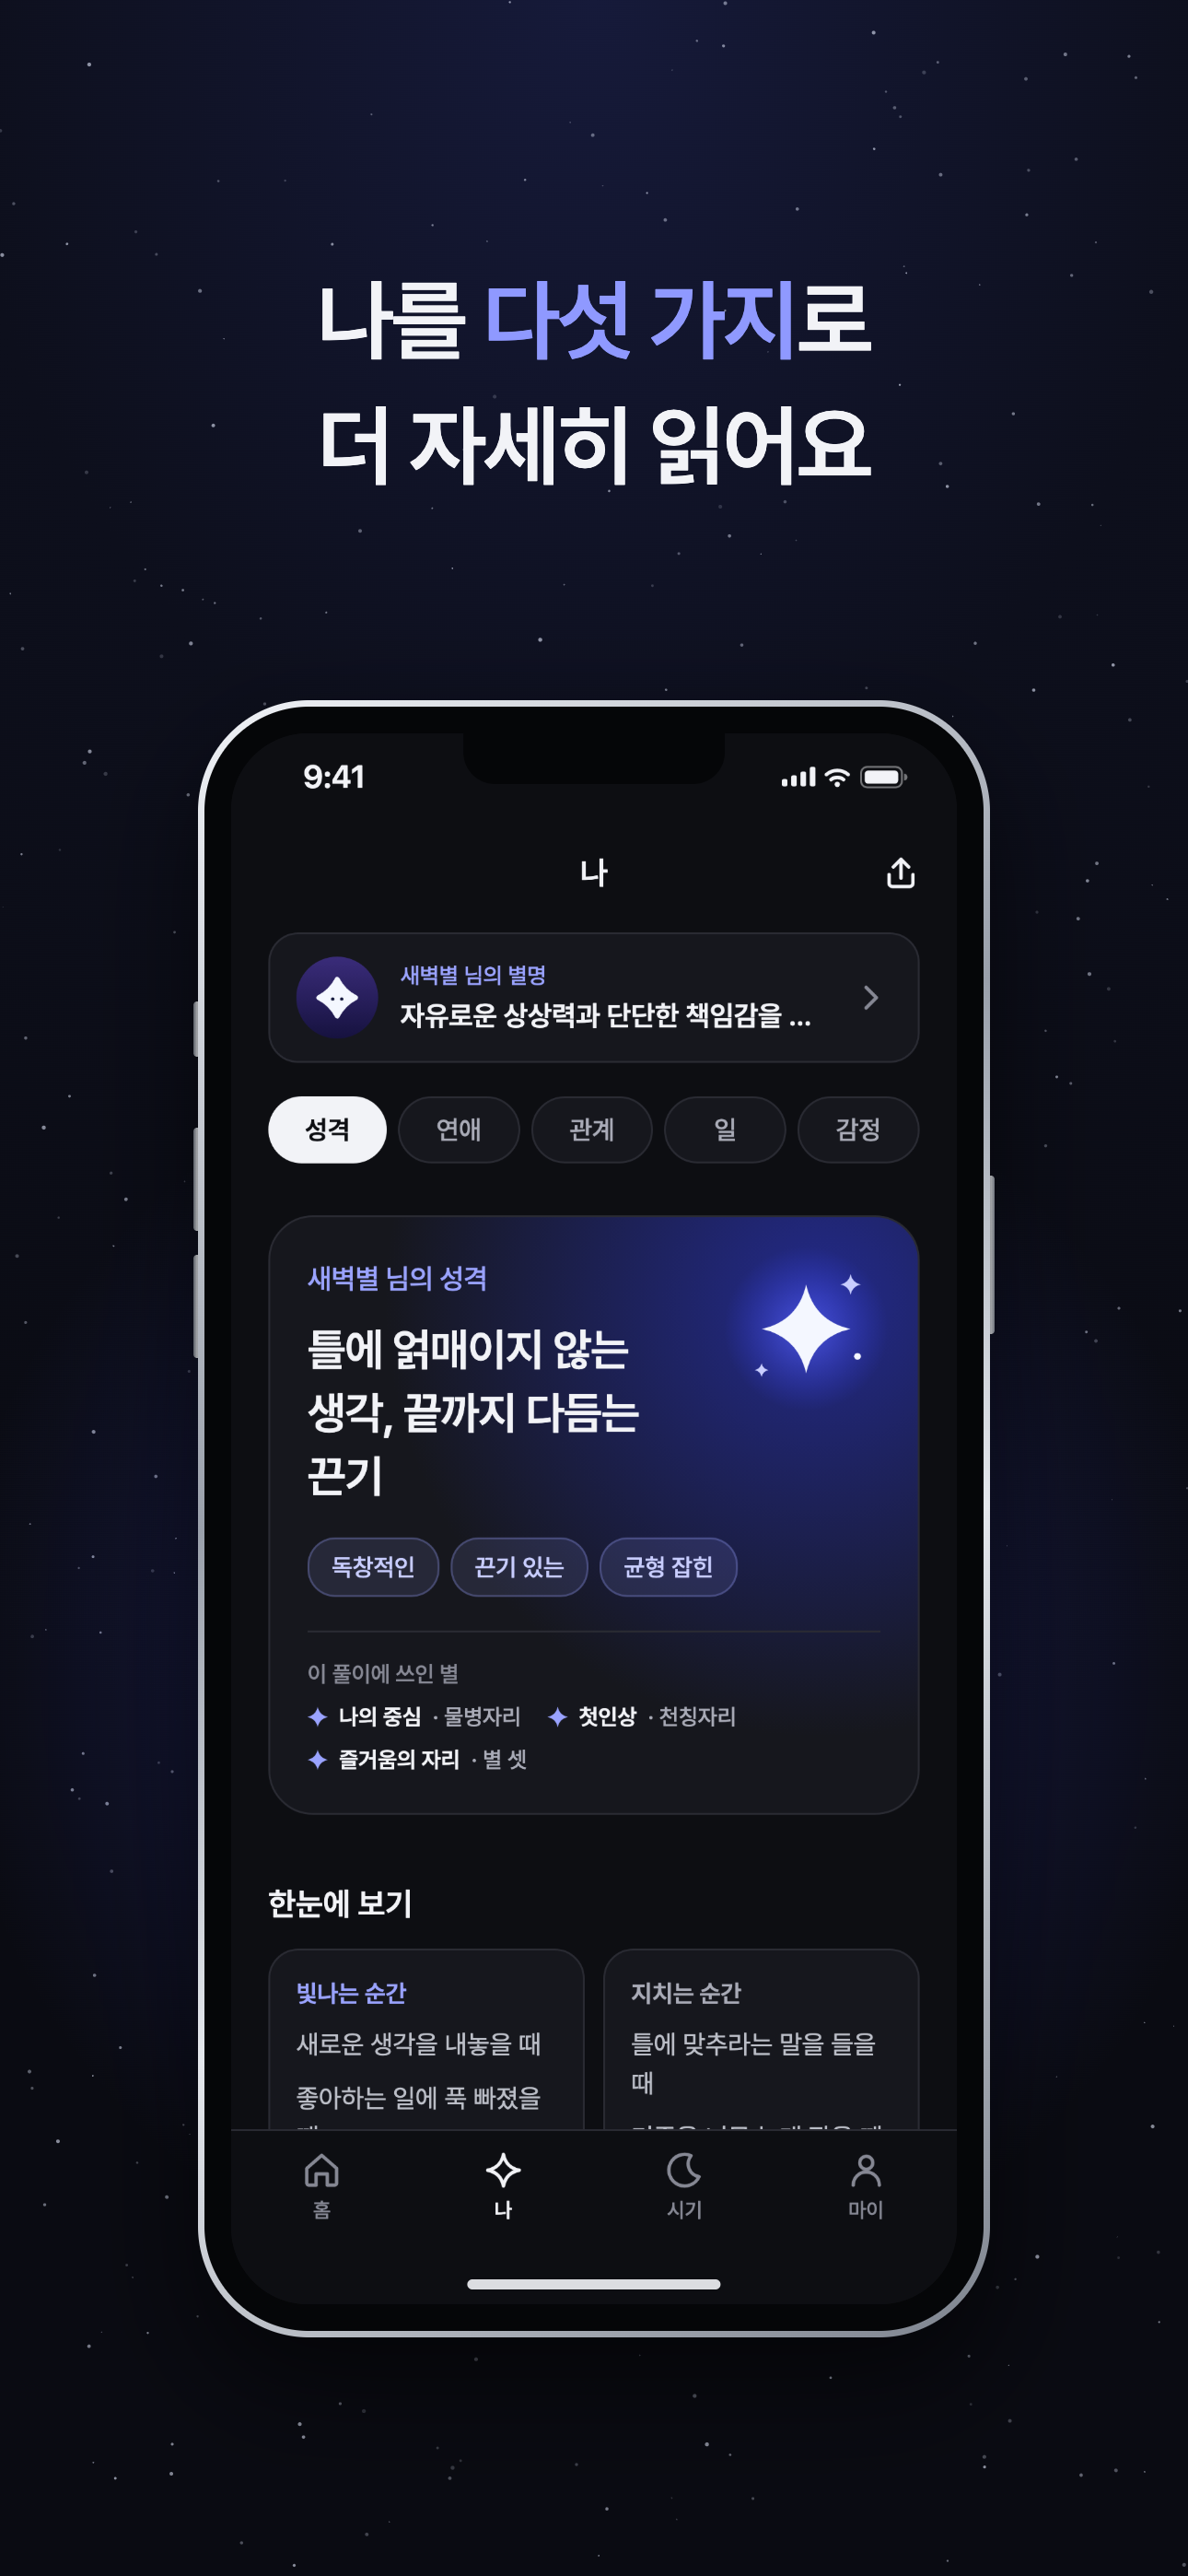 나를 다섯 가지로
더 자세히 읽어요
9:41
나
새벽별 님의 별명
자유로운 상상력과 단단한 책임감을 ...
성격 연애 관계 일 감정
새벽별 님의 성격
틀에 얽매이지 않는
생각, 끝까지 다듬는
끈기
독창적인 끈기 있는 균형 잡힌
이 풀이에 쓰인 별
나의 중심 · 물병자리 첫인상 · 천칭자리
즐거움의 자리 · 별 셋
한눈에 보기
빛나는 순간
새로운 생각을 내놓을 때
좋아하는 일에 푹 빠졌을
지치는 순간
틀에 맞추라는 말을 들을
때
홈 나 시기 마이